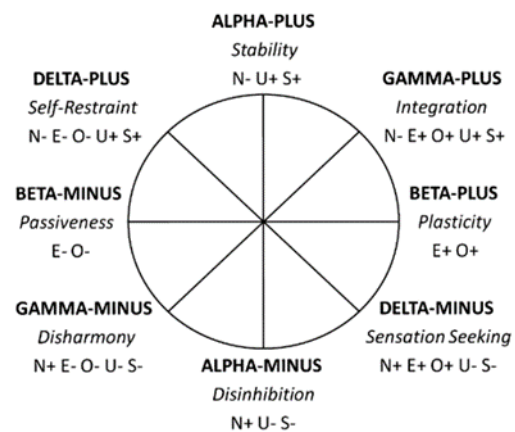 ALPHA-PLUS
Stability
N- U+ S+
DELTA-PLUS
Self-Restraint
N- E- O- U+ S+
GAMMA-PLUS
Integration
N- E+ O+ U+ S+
BETA-MINUS
Passiveness
E- O-
BETA-PLUS
Plasticity
E+ O+
GAMMA-MINUS
Disharmony
N+ E- O- U- S-
DELTA-MINUS
Sensation Seeking
N+ E+ O+ U- S-
ALPHA-MINUS
Disinhibition
N+ U- S-